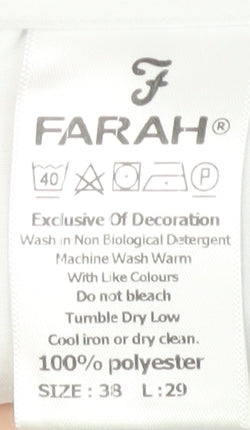 F
FARAH®
40 P
Exclusive Of Decoration
Wash in Non Biological Detergent
Machine Wash Warm
With Like Colours
Do not bleach
Tumble Dry Low
Cool iron or dry clean.
100% polyester
SIZE : 38 L : 29